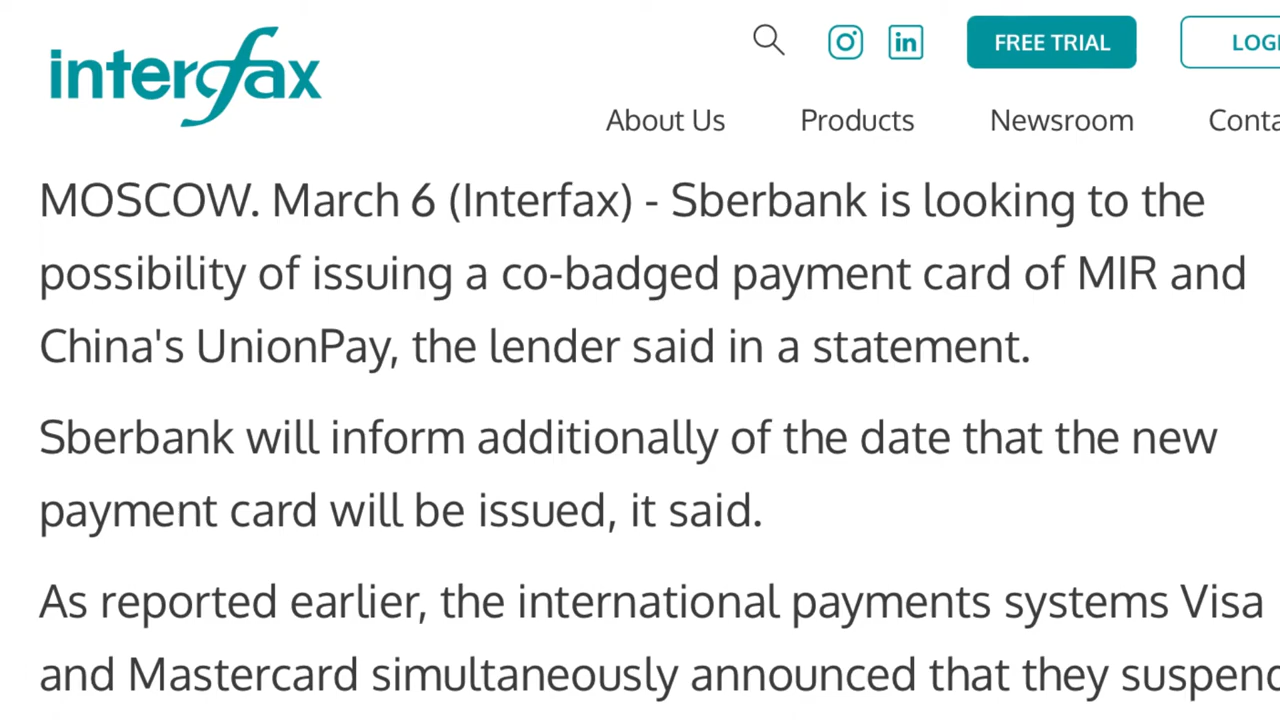 interfax
FREE TRIAL
About Us Products Newsroom
MOSCOW. March 6 (Interfax) - Sberbank is looking to the
possibility of issuing a co-badged payment card of MIR and
China's UnionPay, the lender said in a statement.
Sberbank will inform additionally of the date that the new
payment card will be issued, it said.
As reported earlier, the international payments systems Visa
and Mastercard simultaneously announced that they